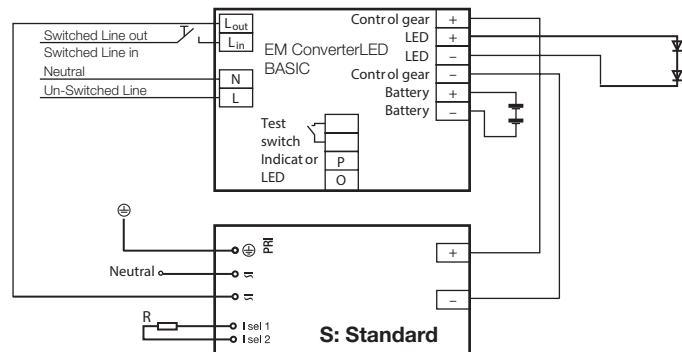 Switched Line out
Switched Line in
Neutral
Un-Switched Line
Lout
Lin
N
L
EM ConverterLED
BASIC
Control gear +
LED +
LED –
Control gear –
Battery +
Battery –
Test
switch
Indicator
LED
P
O
PRI
Neutral
R
I sel 1
I sel 2
+
–
S: Standard